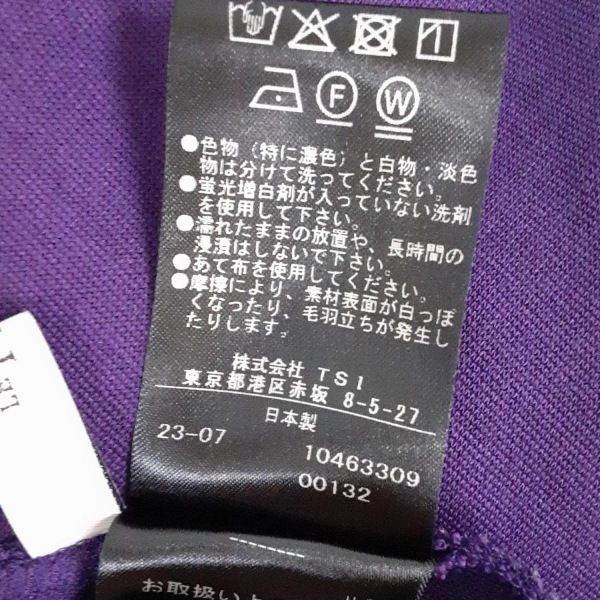 F W
●色物(特に濃色)と白物・淡色
物は分けて洗ってください。
●蛍光増白剤が入っていない洗剤
を使用して下さい。
●濡れたままの放置や、長時間の
浸漬はしないで下さい。
●あて布を使用してください。
●摩擦により、素材表面が白っぽ
くなったり、毛羽立ちが発生し
たりします。
株式会社 TSI
東京都港区赤坂 8-5-27
日本製
23-07
10463309
00132
お取扱い